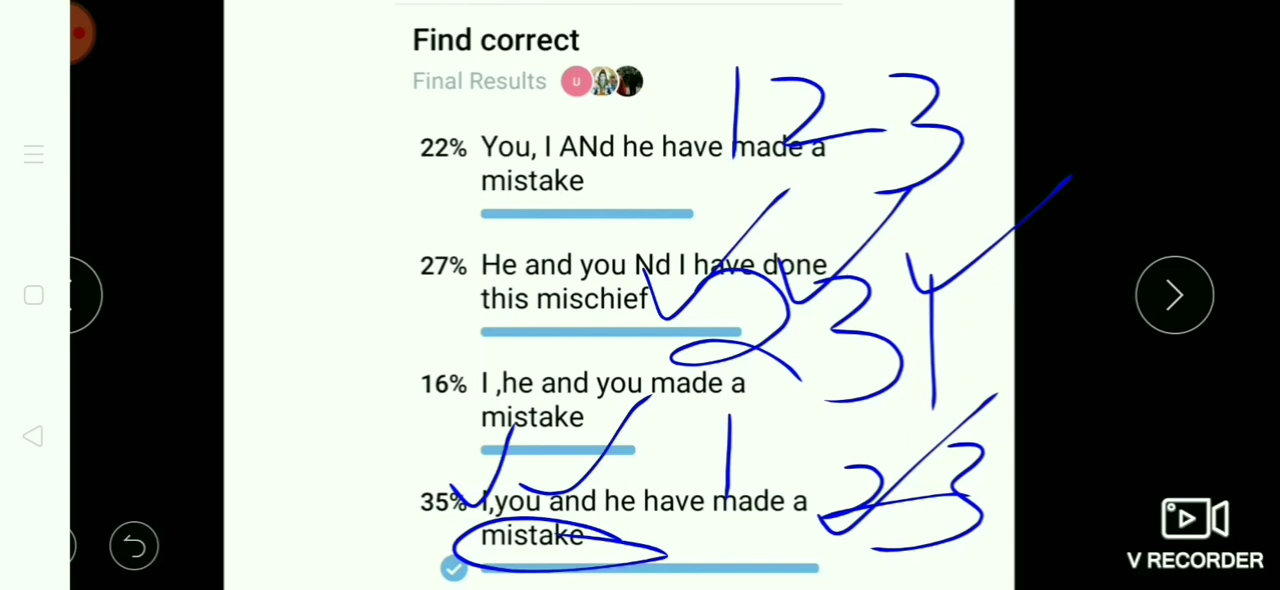 Find correct
Final Results U
1 2 3
22% You, I ANd he have made a
mistake
27% He and you Nd I have done
this mischief
2 3 1
16% I ,he and you made a
mistake
1 2 3
35% I,you and he have made a
mistake
V RECORDER